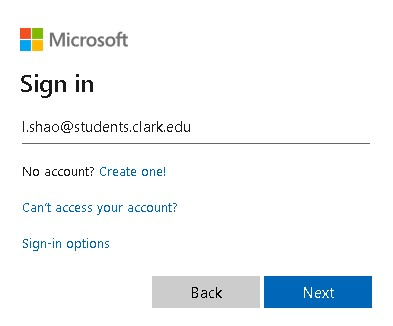 Microsoft
Sign in
l.shao@students.clark.edu
No account? Create one!
Can't access your account?
Sign-in options
Back
Next